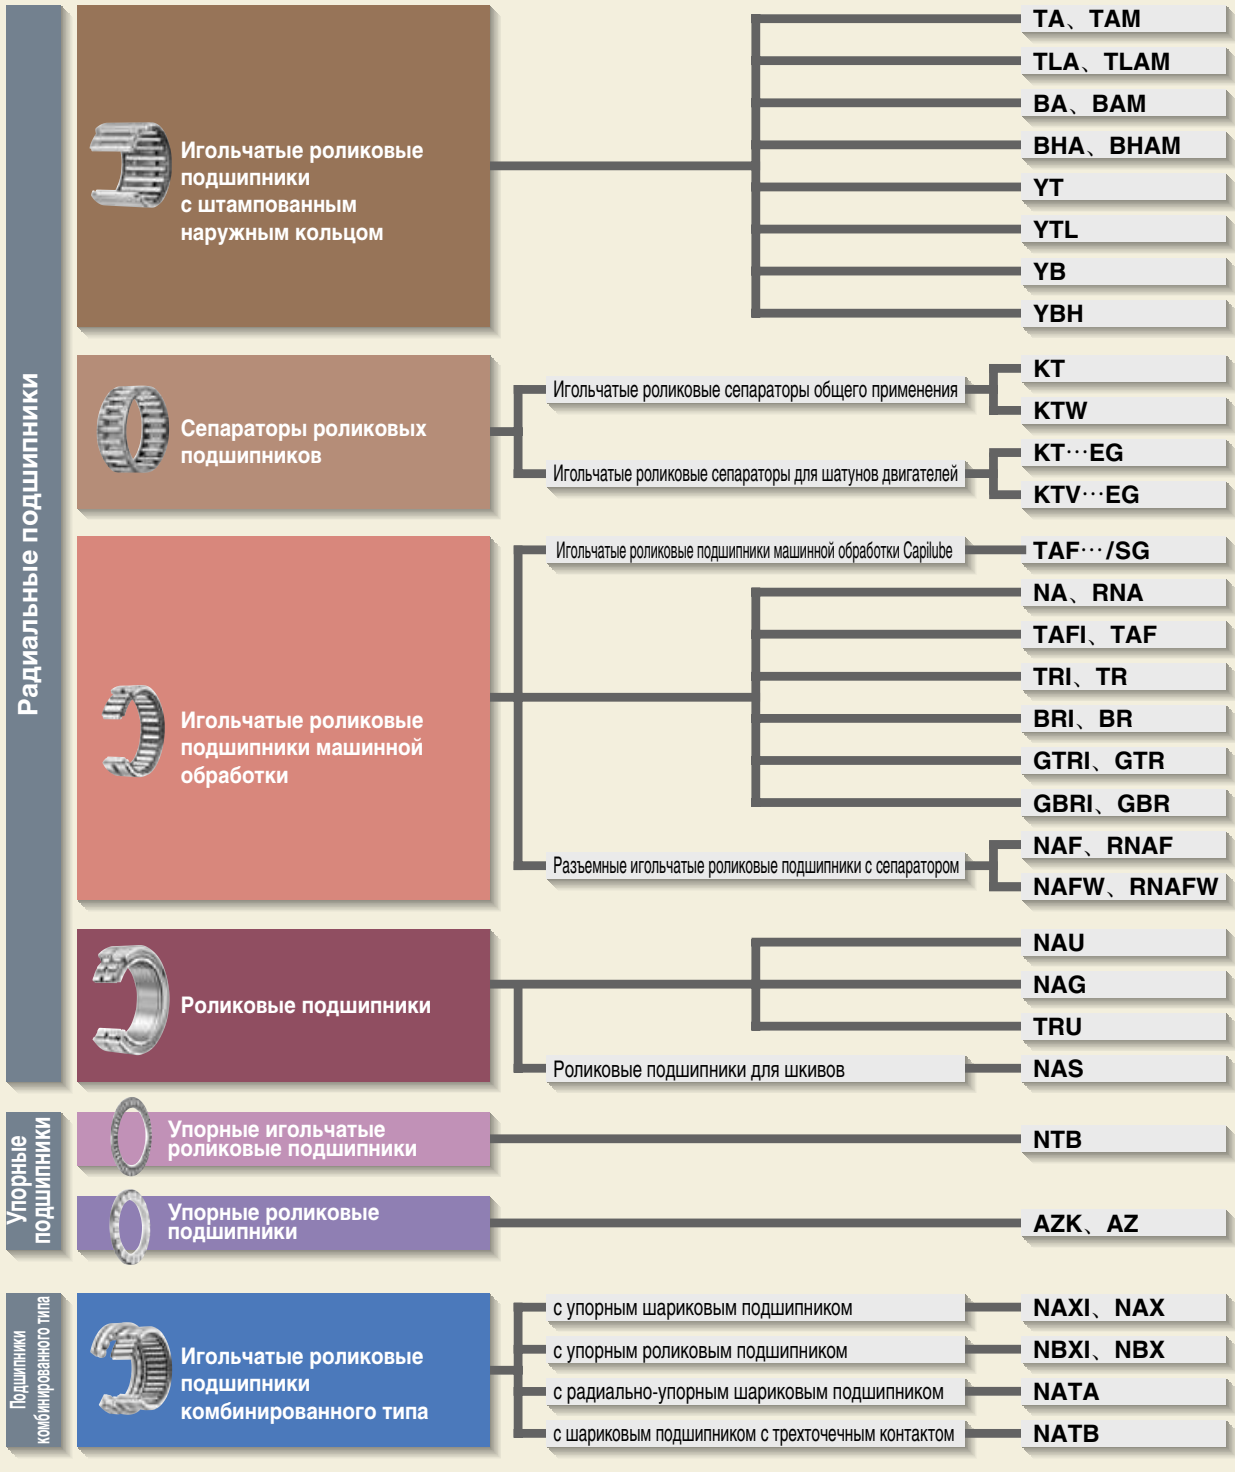 Радиальные подшипники
Игольчатые роликовые
подшипники
с штампованным
наружным кольцом
TA、TAM
TLA、TLAM
BA、BAM
BHA、BHAM
YT
YTL
YB
YBH
Сепараторы роликовых
подшипников
Игольчатые роликовые сепараторы общего применения
KT
KTW
Игольчатые роликовые сепараторы для шатунов двигателей
KT···EG
KTV···EG
Игольчатые роликовые
подшипники машинной
обработки
Игольчатые роликовые подшипники машинной обработки Capilube
TAF···/SG
NA、RNA
TAFI、TAF
TRI、TR
BRI、BR
GTRI、GTR
GBRI、GBR
Разъемные игольчатые роликовые подшипники с сепаратором
NAF、RNAF
NAFW、RNAFW
Роликовые подшипники
NAU
NAG
TRU
Роликовые подшипники для шкивов
NAS
Упорные
подшипники
Упорные игольчатые
роликовые подшипники
NTB
Упорные роликовые
подшипники
AZK、AZ
Подшипники
комбинированного типа
Игольчатые роликовые
подшипники
комбинированного типа
с упорным шариковым подшипником
NAXI、NAX
с упорным роликовым подшипником
NBXI、NBX
с радиально-упорным шариковым подшипником
NATA
с шариковым подшипником с трехточечным контактом
NATB